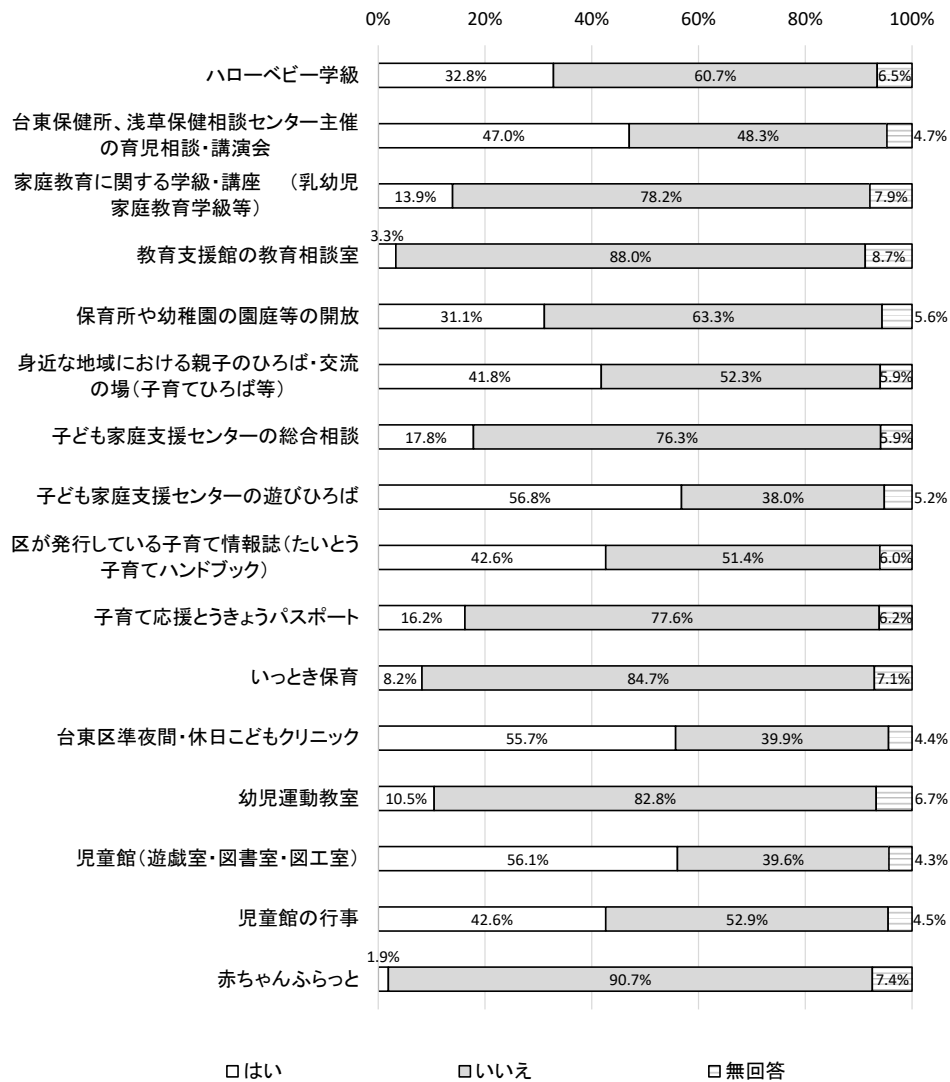 0% 20% 40% 60% 80% 100%
ハローベビー学級
32.8% 60.7% 6.5%
台東保健所、浅草保健相談センター主催
の育児相談・講演会
47.0% 48.3% 4.7%
家庭教育に関する学級・講座　（乳幼児
家庭教育学級等）
13.9% 78.2% 7.9%
教育支援館の教育相談室
3.3% 88.0% 8.7%
保育所や幼稚園の園庭等の開放
31.1% 63.3% 5.6%
身近な地域における親子のひろば・交流
の場（子育てひろば等）
41.8% 52.3% 5.9%
子ども家庭支援センターの総合相談
17.8% 76.3% 5.9%
子ども家庭支援センターの遊びひろば
56.8% 38.0% 5.2%
区が発行している子育て情報誌（たいとう
子育てハンドブック）
42.6% 51.4% 6.0%
子育て応援とうきょうパスポート
16.2% 77.6% 6.2%
いっとき保育
8.2% 84.7% 7.1%
台東区準夜間・休日こどもクリニック
55.7% 39.9% 4.4%
幼児運動教室
10.5% 82.8% 6.7%
児童館（遊戯室・図書室・図工室）
56.1% 39.6% 4.3%
児童館の行事
42.6% 52.9% 4.5%
赤ちゃんふらっと
1.9% 90.7% 7.4%
はい いいえ 無回答